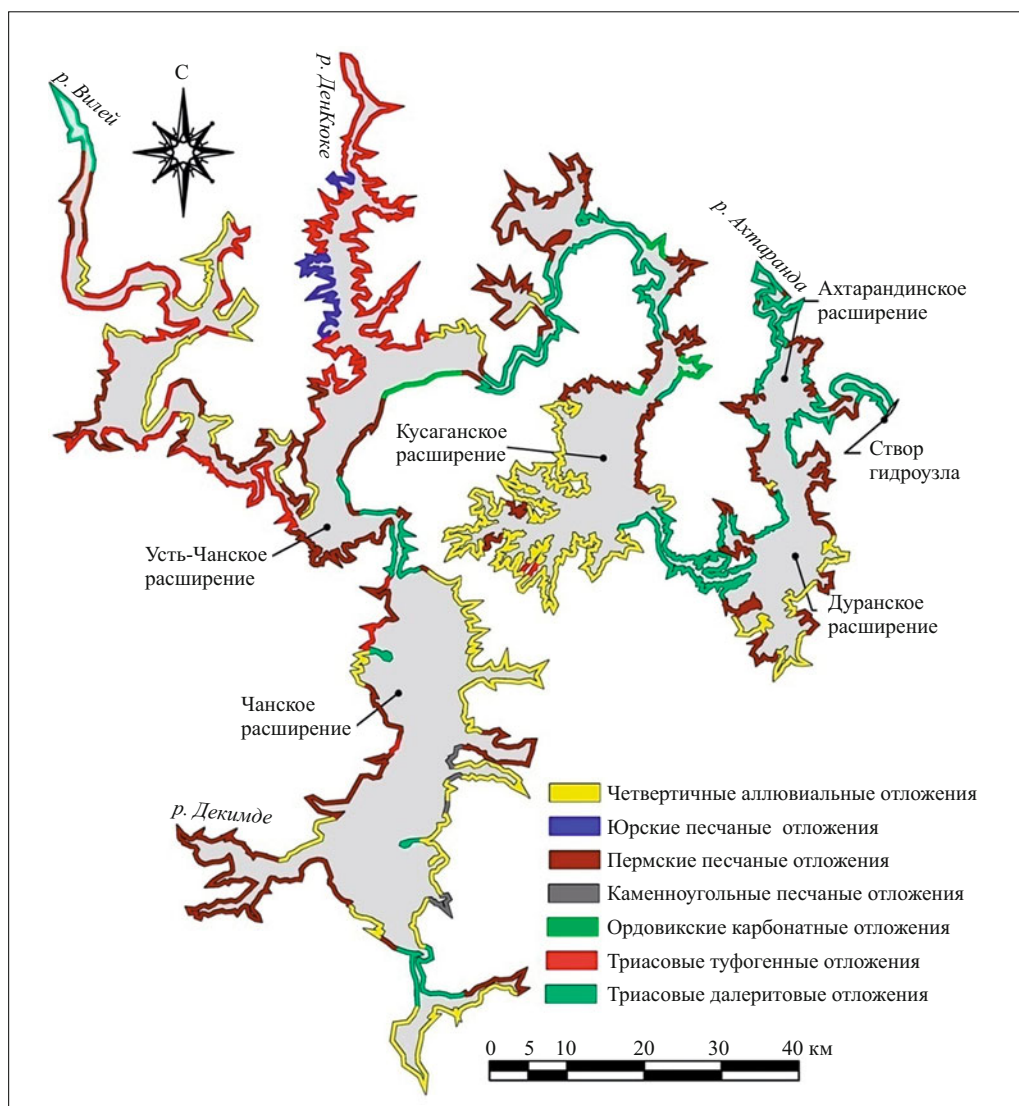 р. Вилей
С
р. ДенКюке
р. Ахтаранда
Ахтарандинское
расширение
Створ
гидроузла
Кусаганское
расширение
Усть-Чанское
расширение
Дуранское
расширение
Чанское
расширение
р. Декимде
Четвертичные аллювиальные отложения
Юрские песчаные отложения
Пермские песчаные отложения
Каменноугольные песчаные отложения
Ордовикские карбонатные отложения
Триасовые туфогенные отложения
Триасовые далеритовые отложения
0 5 10 20 30 40 км